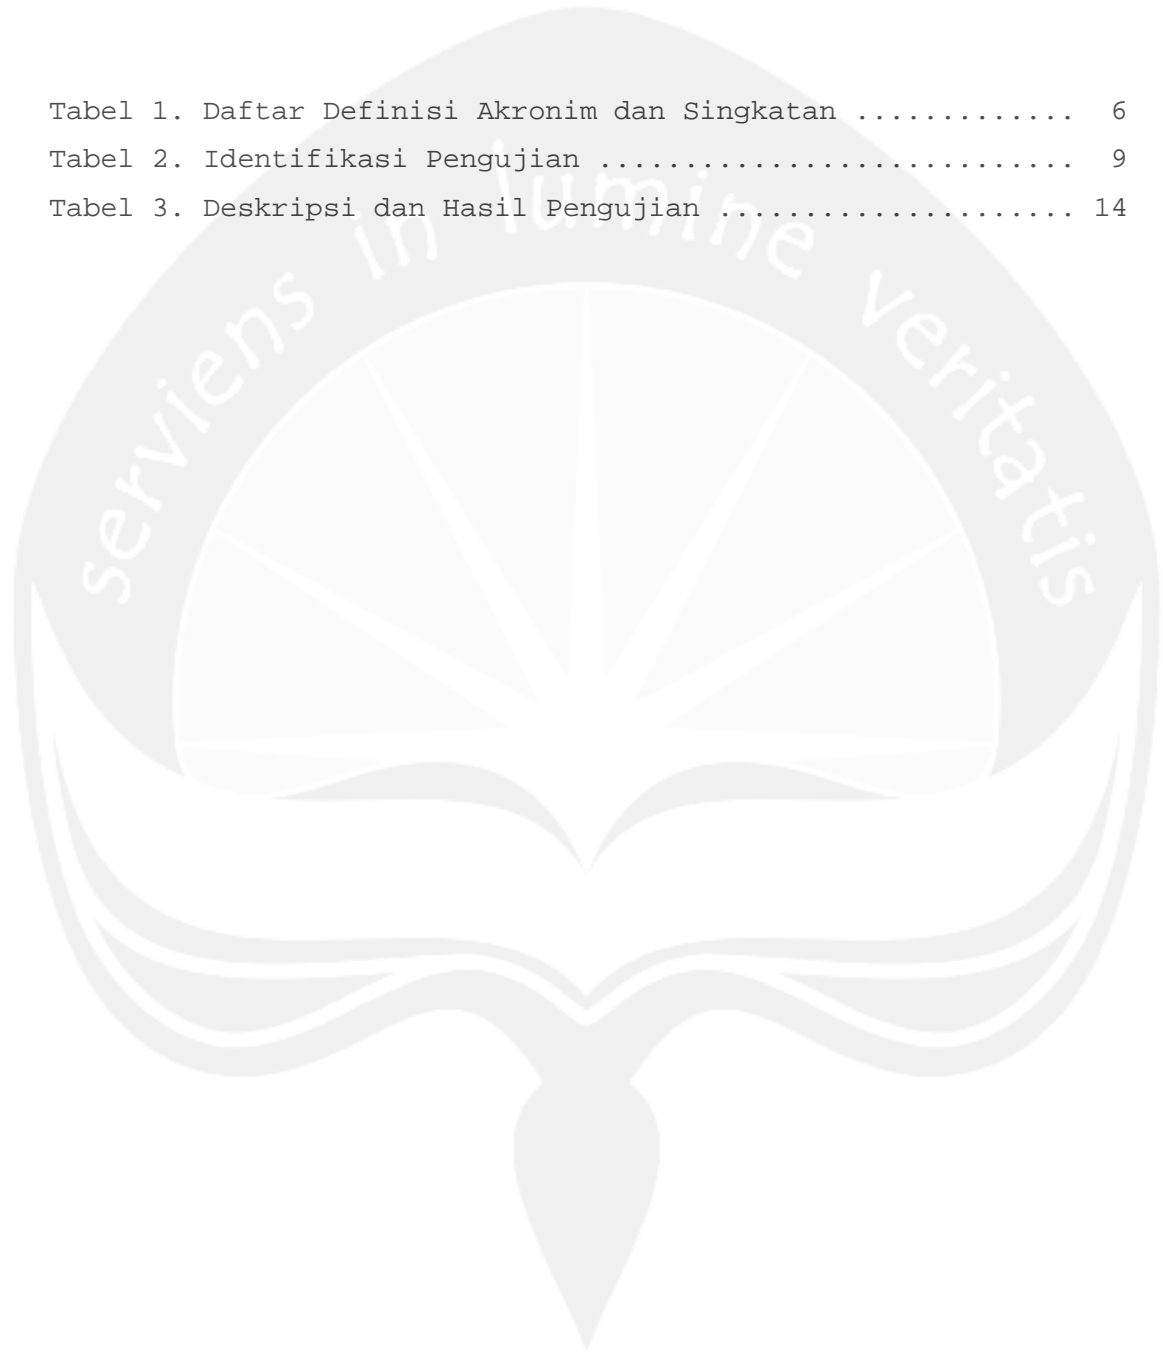 Tabel 1. Daftar Definisi Akronim dan Singkatan ............. 6
Tabel 2. Identifikasi Pengujian ............................ 9
Tabel 3. Deskripsi dan Hasil Pengujian ..................... 14
serviens in lumine veritatis